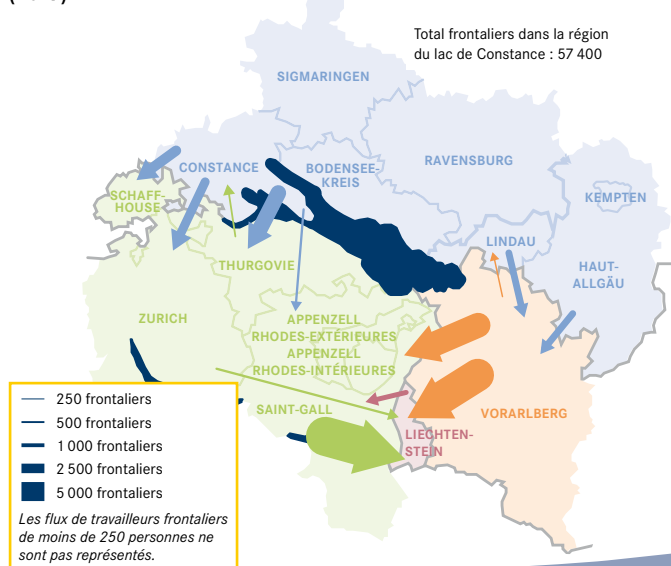 Total frontaliers dans la région
du lac de Constance : 57 400
SIGMARINGEN
CONSTANCE
BODENSEE-
KREIS
RAVENSBURG
SCHAFF-
HOUSE
KEMPTEN
LINDAU
THURGOVIE
HAUT-
ALLGÄU
ZURICH
APPENZELL
RHODES-EXTÉRIEURES
APPENZELL
RHODES-INTÉRIEURES
SAINT-GALL
VORARLBERG
LIECHTEN-
STEIN
250 frontaliers
500 frontaliers
1 000 frontaliers
2 500 frontaliers
5 000 frontaliers
Les flux de travailleurs frontaliers
de moins de 250 personnes ne
sont pas représentés.